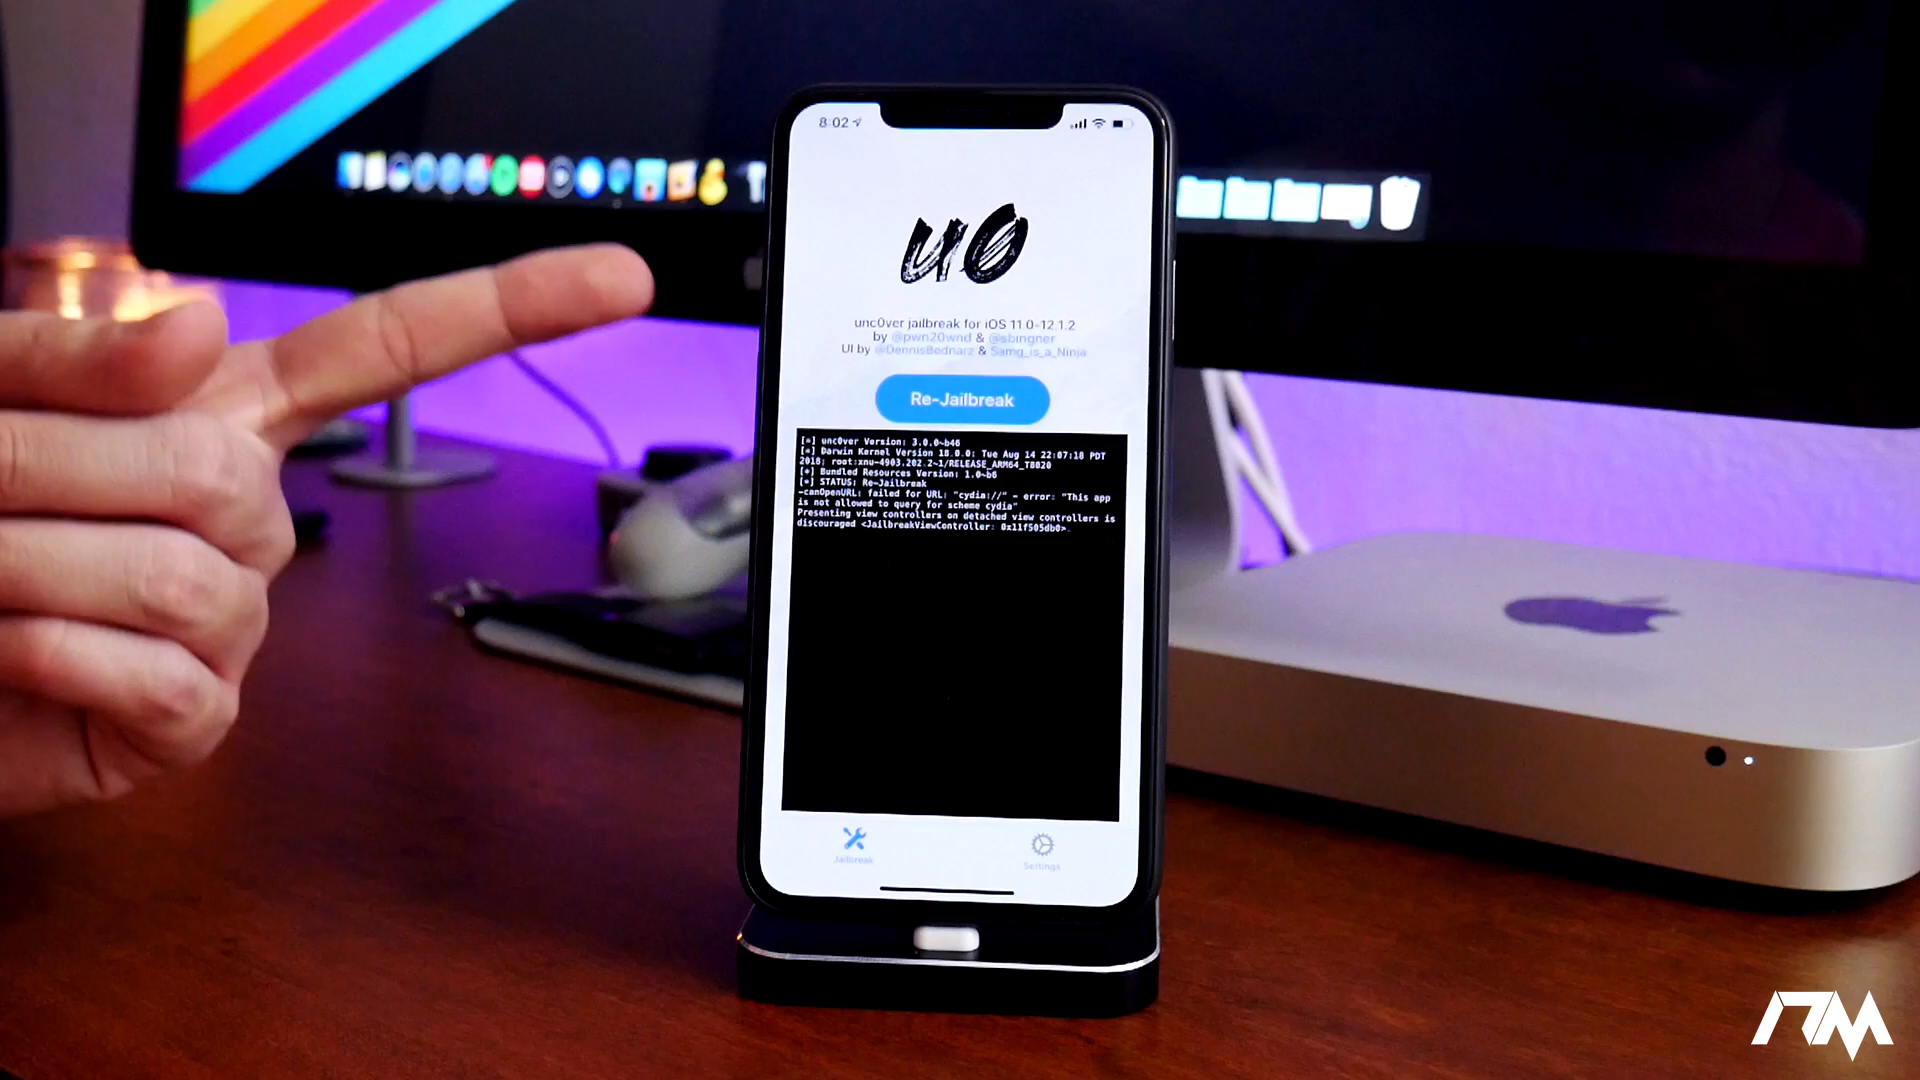 8:02
u0
unc0ver jailbreak for iOS 11.0-12.1.2
by @pwn20wnd & @sbingner
UI by @DennisBednarz & Samg_is_a_Ninja
Re-Jailbreak
[*] unc0ver Version: 3.0.0~b46
[*] Darwin Kernel Version 18.0.0: Tue Aug 14 22:07:18 PDT
2018; root:xnu-4903.202.2~1/RELEASE_ARM64_T8020
[*] Bundled Resources Version: 1.0~b6
[*] STATUS: Re-Jailbreak
-canOpenURL: failed for URL: "cydia://" - error: "This app
is not allowed to query for scheme cydia"
Presenting view controllers on detached view controllers is
discouraged <JailbreakViewController: 0x11f505db0>.
Jailbreak
Settings